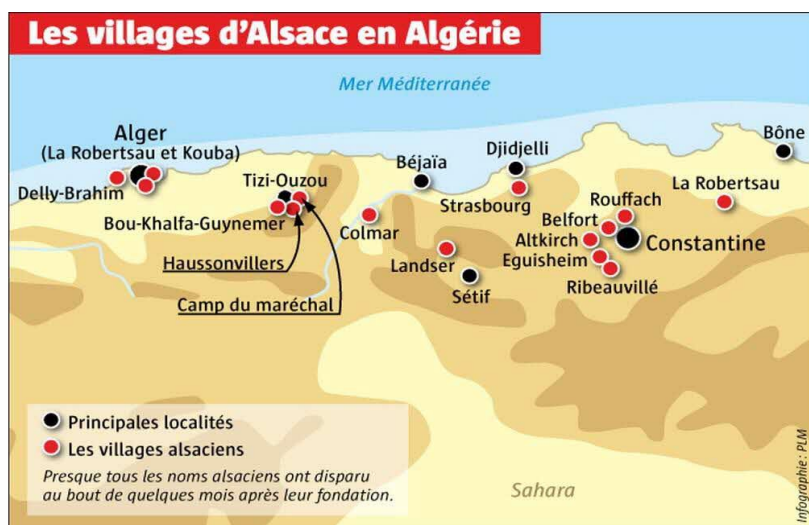 Les villages d'Alsace en Algérie
Mer Méditerranée
Alger
(La Robertsau et Kouba)
Delly-Brahim
Tizi-Ouzou
Bou-Khalfa-Guynemer
Haussonvillers
Camp du maréchal
Béjaïa
Colmar
Djidjelli
Strasbourg
Landser
Sétif
Bône
La Robertsau
Rouffach
Belfort
Altkirch
Constantine
Eguisheim
Ribeauvillé
Principales localités
Les villages alsaciens
Presque tous les noms alsaciens ont disparu
au bout de quelques mois après leur fondation.
Sahara
Infographie : PLM